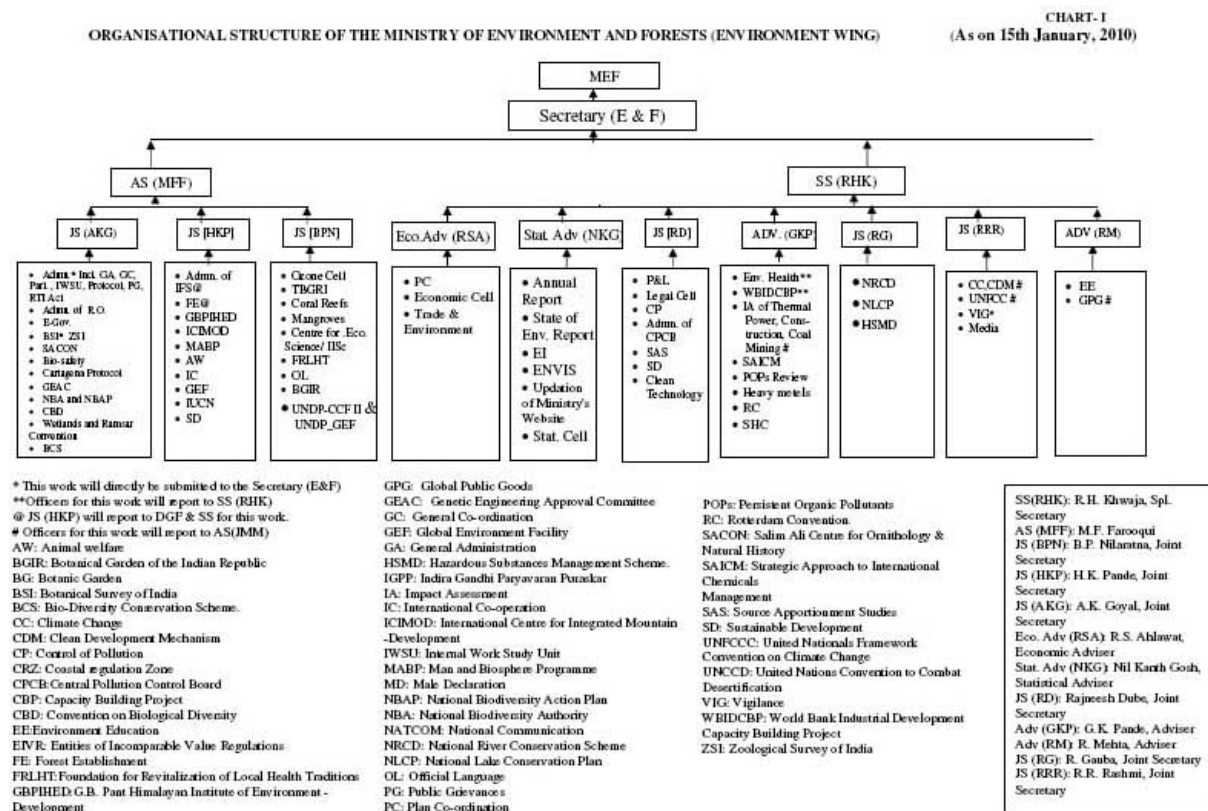 CHART- I
ORGANISATIONAL STRUCTURE OF THE MINISTRY OF ENVIRONMENT AND FORESTS (ENVIRONMENT WING)
(As on 15th January, 2010)
MEF
Secretary (E & F)
AS (MFF)
SS (RHK)
JS (AKG)
JS [HKP]
JS [BPN]
Eco.Adv (RSA)
Stat. Adv (NKG)
JS [RD]
ADV. (GKP)
JS (RG)
JS (RRR)
ADV (RM)
• Admn.* Incl. GA, GC,
Parl., IWSU, Protocol, PG,
RTI Act
• Admn. of R.O.
• E-Gov.
• BSI* ZSI
• SACON
• Bio-safety
• Cartagena Protocol
• GEAC
• NBA and NBAP
• CBD
• Wetlands and Ramsar
Convention
• BCS
• Admn. of
IFS@
• FE@
• GBPIHED
• ICIMOD
• MABP
• AW
• IC
• GEF
• IUCN
• SD
• Ozone Cell
• TBGRI
• Coral Reefs
• Mangroves
• Centre for .Eco.
Science/ IISc
• FRLHT
• OL
• BGIR
• UNDP-CCF II &
UNDP_GEF
• PC
• Economic Cell
• Trade &
Environment
• Annual
Report
• State of
Env. Report
• EI
• ENVIS
• Updation
of Ministry's
Website
• Stat. Cell
• P&L
• Legal Cell
• CP
• Admn. of
CPCB
• SAS
• SD
• Clean
Technology
• Env. Health**
• WBIDCBP**
• IA of Thermal
Power, Cons-
truction, Coal
Mining #
• SAICM
• POPs Review
• Heavy metels
• RC
• SHC
• NRCD
• NLCP
• HSMD
• CC,CDM #
• UNFCC #
• VIG*
• Media
• EE
• GPG #
* This work will directly be submitted to the Secretary (E&F)
**Officers for this work will report to SS (RHK)
@ JS (HKP) will report to DGF & SS for this work.
# Officers for this work will report to AS(JMM)
AW: Animal welfare
BGIR: Botanical Garden of the Indian Republic
BG: Botanic Garden
BSI: Botanical Survey of India
BCS: Bio-Diversity Conservation Scheme.
CC: Climate Change
CDM: Clean Development Mechanism
CP: Control of Pollution
CRZ: Coastal regulation Zone
CPCB:Central Pollution Control Board
CBP: Capacity Building Project
CBD: Convention on Biological Diversity
EE:Environment Education
EIVR: Entities of Incomparable Value Regulations
FE: Forest Establishment
FRLHT:Foundation for Revitalization of Local Health Traditions
GBPIHED:G.B. Pant Himalayan Institute of Environment -
Development
GPG: Global Public Goods
GEAC: Genetic Engineering Approval Committee
GC: General Co-ordination
GEF: Global Environment Facility
GA: General Administration
HSMD: Hazardous Substances Management Scheme.
IGPP: Indira Gandhi Paryavaran Puraskar
IA: Impact Assessment
IC: International Co-operation
ICIMOD: International Centre for Integrated Mountain
-Development
IWSU: Internal Work Study Unit
MABP: Man and Biosphere Programme
MD: Male Declaration
NBAP: National Biodiversity Action Plan
NBA: National Biodiversity Authority
NATCOM: National Communication
NRCD: National River Conservation Scheme
NLCP: National Lake Conservation Plan
OL: Official Language
PG: Public Grievances
PC: Plan Co-ordination
POPs: Persistent Organic Pollutants
RC: Rotterdam Convention.
SACON: Salim Ali Centre for Ornithology &
Natural History
SAICM: Strategic Approach to International
Chemicals
Management
SAS: Source Apportionment Studies
SD: Sustainable Development
UNFCCC: United Nationals Framework
Convention on Climate Change
UNCCD: United Nations Convention to Combat
Desertification
VIG: Vigilance
WBIDCBP: World Bank Industrial Development
Capacity Building Project
ZSI: Zoological Survey of India
SS(RHK): R.H. Khwaja, Spl.
Secretary
AS (MFF): M.F. Farooqui
JS (BPN): B.P. Nilaratna, Joint
Secretary
JS (HKP): H.K. Pande, Joint
Secretary
JS (AKG): A.K. Goyal, Joint
Secretary
Eco. Adv (RSA): R.S. Ahlawat,
Economic Adviser
Stat. Adv (NKG): Nil Kanth Gosh,
Statistical Adviser
JS (RD): Rajneesh Dube, Joint
Secretary
Adv (GKP): G.K. Pande, Adviser
Adv (RM): R. Mehta, Adviser
JS (RG): R. Gauba, Joint Secretary
JS (RRR): R.R. Rashmi, Joint
Secretary